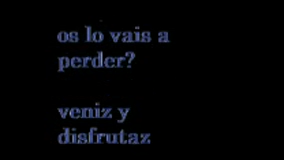 os lo vais a
perder?
veniz y
disfrutaz